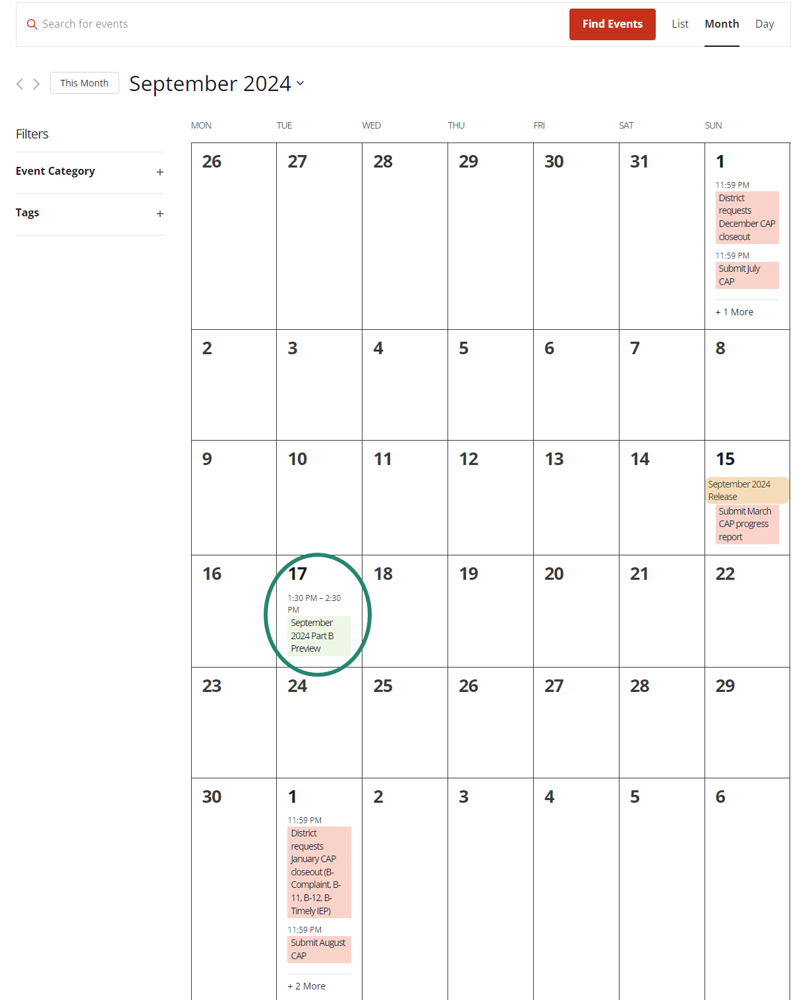 Search for events
Find Events
List
Month
Day
This Month
September 2024
Filters
Event Category
Tags
MON TUE WED THU FRI SAT SUN
26 27 28 29 30 31 1
11:59 PM
District
requests
December CAP
closeout
11:59 PM
Submit July
CAP
+ 1 More
2 3 4 5 6 7 8
9 10 11 12 13 14 15
September 2024
Release
Submit March
CAP progress
report
16 17 18 19 20 21 22
1:30 PM – 2:30
PM
September
2024 Part B
Preview
23 24 25 26 27 28 29
30 1 2 3 4 5 6
11:59 PM
District
requests
January CAP
closeout (B-
Complaint, B-
11, B-12, B-
Timely IEP)
11:59 PM
Submit August
CAP
+ 2 More